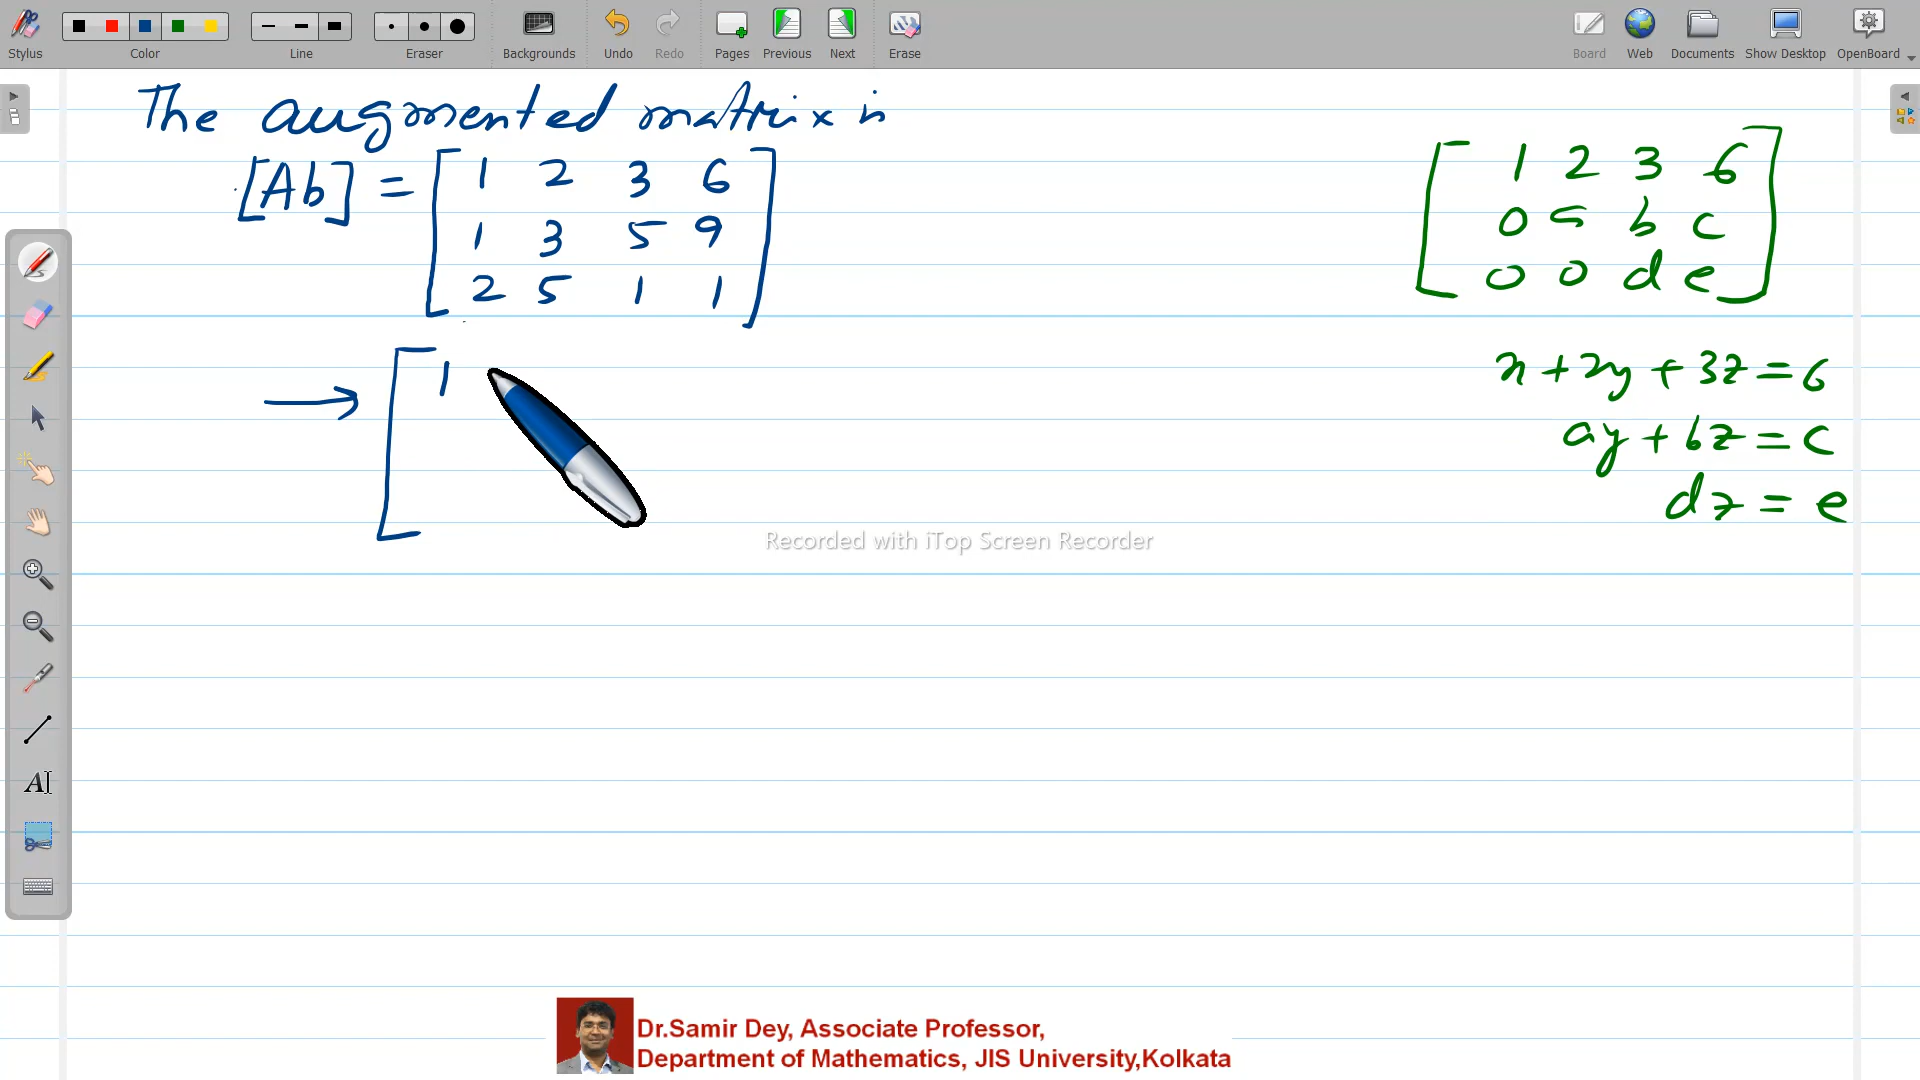 Stylus Color Line Eraser Backgrounds Undo Redo Pages Previous Next Erase Board Web Documents Show Desktop OpenBoard
The augmented matrix is
[Ab] = [ 1 2 3 6
1 3 5 9
2 5 1 1 ]
→ [ 1
[ 1 2 3 6
0 a b c
0 0 d e ]
x + 2y + 3z = 6
ay + bz = c
dz = e
Recorded with iTop Screen Recorder
Dr.Samir Dey, Associate Professor,
Department of Mathematics, JIS University,Kolkata